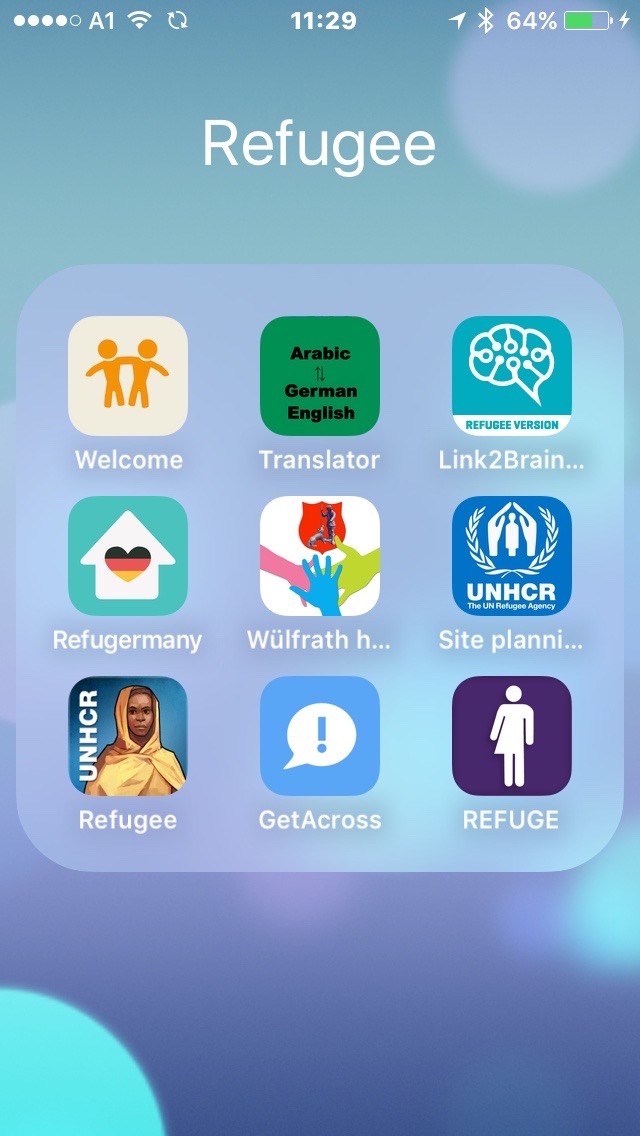 A1 11:29 64%
Refugee
Arabic
German
English
REFUGEE VERSION
Welcome Translator Link2Brain...
UNHCR
The UN Refugee Agency
Refugermany Wülfrath h... Site planni...
UNHCR
Refugee GetAcross REFUGE